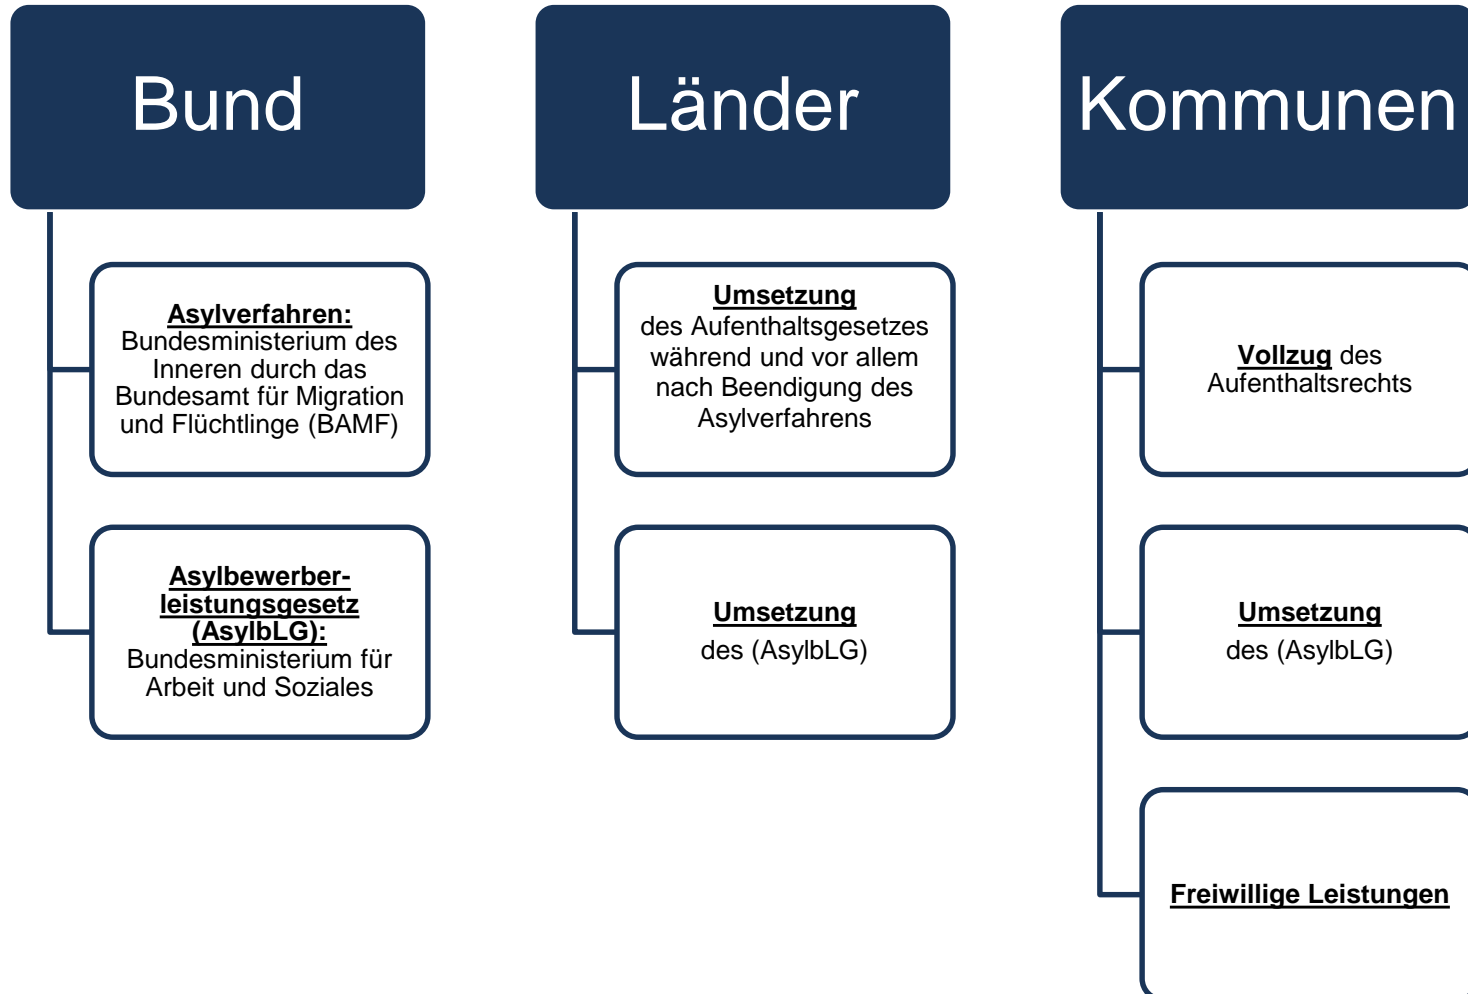 Bund
Asylverfahren:
Bundesministerium des
Inneren durch das
Bundesamt für Migration
und Flüchtlinge (BAMF)
Asylbewerber-
leistungsgesetz
(AsylbLG):
Bundesministerium für
Arbeit und Soziales
Länder
Umsetzung
des Aufenthaltsgesetzes
während und vor allem
nach Beendigung des
Asylverfahrens
Umsetzung
des (AsylbLG)
Kommunen
Vollzug des
Aufenthaltsrechts
Umsetzung
des (AsylbLG)
Freiwillige Leistungen